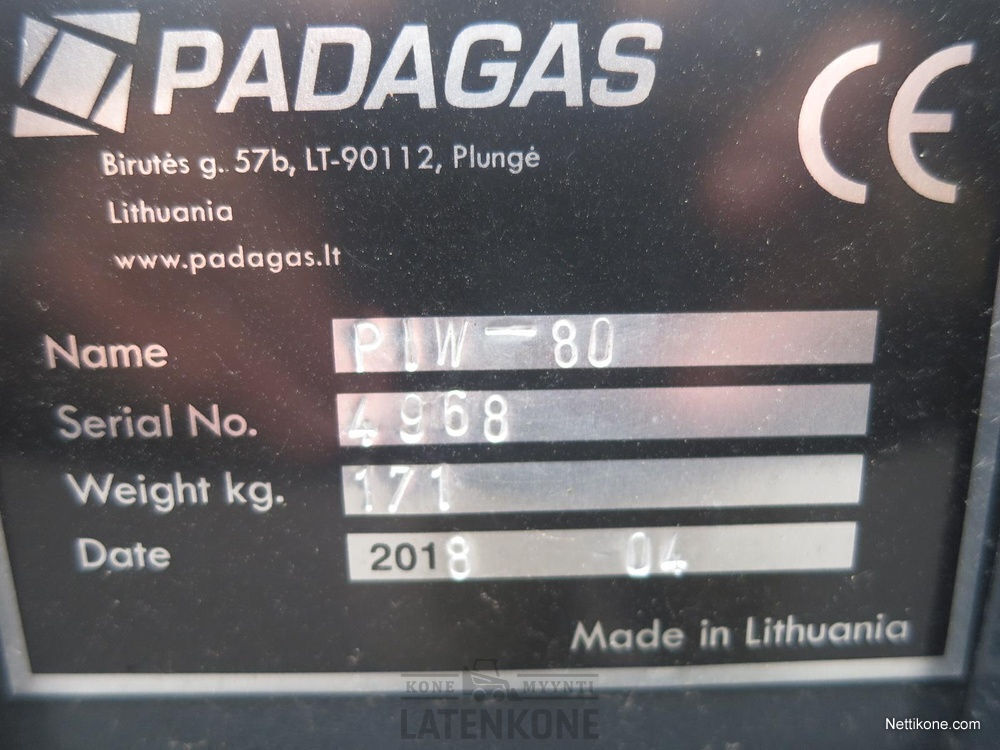 PADAGAS
CE
Birutės g. 57b, LT-90112, Plungė
Lithuania
www.padagas.lt
Name PIW-80
Serial No. 4968
Weight kg. 171
Date 2018 04
Made in Lithuania
KONE MYYNTI
LATENKONE
Nettikone.com